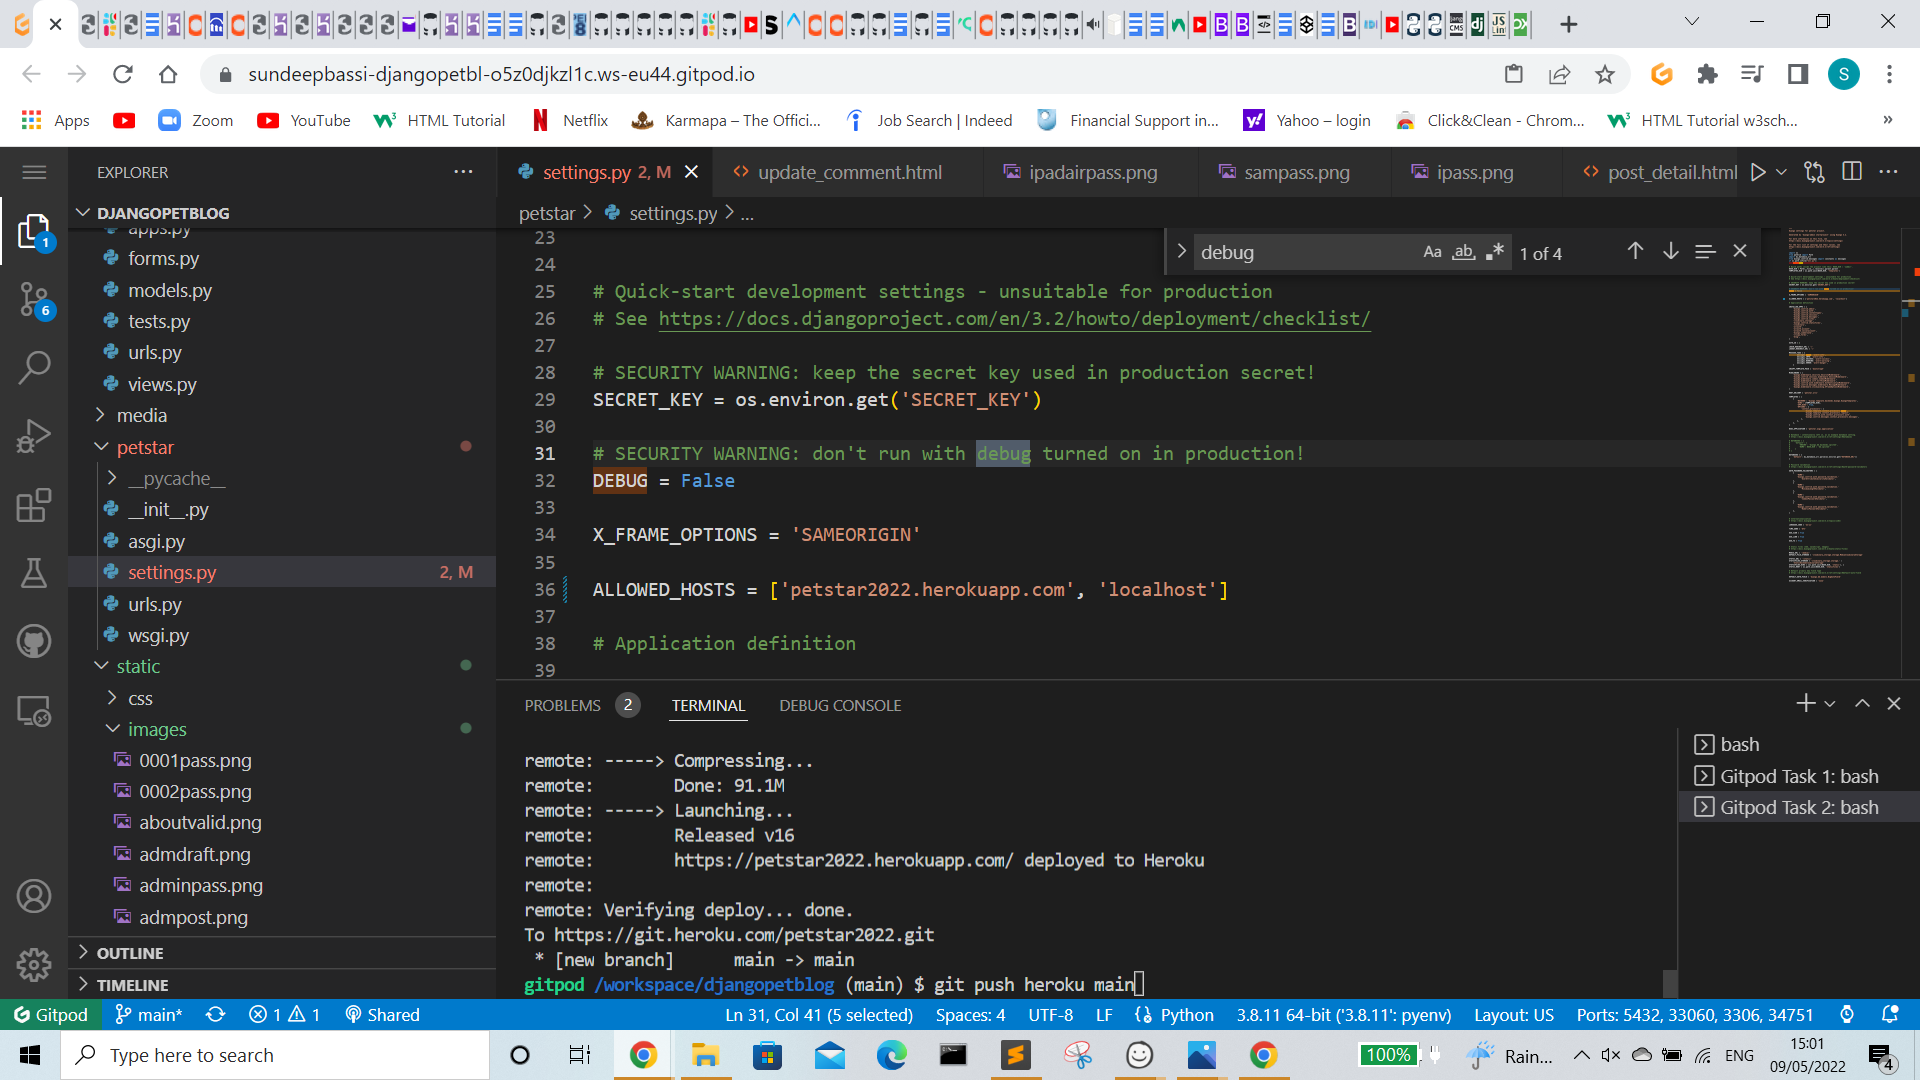 sundeepbassi-djangopetbl-o5z0djkzl1c.ws-eu44.gitpod.io
S
Apps
Zoom
YouTube
HTML Tutorial
Netflix
Karmapa – The Offici...
Job Search | Indeed
Financial Support in...
Yahoo – login
Click&Clean - Chrom...
HTML Tutorial w3sch...
»
EXPLORER
settings.py 2, M
update_comment.html
ipadairpass.png
sampass.png
ipass.png
post_detail.html
DJANGOPETBLOG
petstar > settings.py > ...
debug
Aa
ab
1 of 4
apps.py
forms.py
models.py
tests.py
urls.py
views.py
media
petstar
__pycache__
__init__.py
asgi.py
settings.py 2, M
urls.py
wsgi.py
static
css
images
0001pass.png
0002pass.png
aboutvalid.png
admdraft.png
adminpass.png
admpost.png
OUTLINE
TIMELINE
1
6
23
24
25 # Quick-start development settings - unsuitable for production
26 # See https://docs.djangoproject.com/en/3.2/howto/deployment/checklist/
27
28 # SECURITY WARNING: keep the secret key used in production secret!
29 SECRET_KEY = os.environ.get('SECRET_KEY')
30
31 # SECURITY WARNING: don't run with debug turned on in production!
32 DEBUG = False
33
34 X_FRAME_OPTIONS = 'SAMEORIGIN'
35
36 ALLOWED_HOSTS = ['petstar2022.herokuapp.com', 'localhost']
37
38 # Application definition
39
PROBLEMS 2
TERMINAL
DEBUG CONSOLE
remote: -----> Compressing...
remote: Done: 91.1M
remote: -----> Launching...
remote: Released v16
remote: https://petstar2022.herokuapp.com/ deployed to Heroku
remote:
remote: Verifying deploy... done.
To https://git.heroku.com/petstar2022.git
* [new branch] main -> main
gitpod /workspace/djangopetblog (main) $ git push heroku main
bash
Gitpod Task 1: bash
Gitpod Task 2: bash
Gitpod
main*
1
1
Shared
Ln 31, Col 41 (5 selected)
Spaces: 4
UTF-8
LF
Python
3.8.11 64-bit ('3.8.11': pyenv)
Layout: US
Ports: 5432, 33060, 3306, 34751
Type here to search
100%
Rain...
ENG
15:01
09/05/2022
4